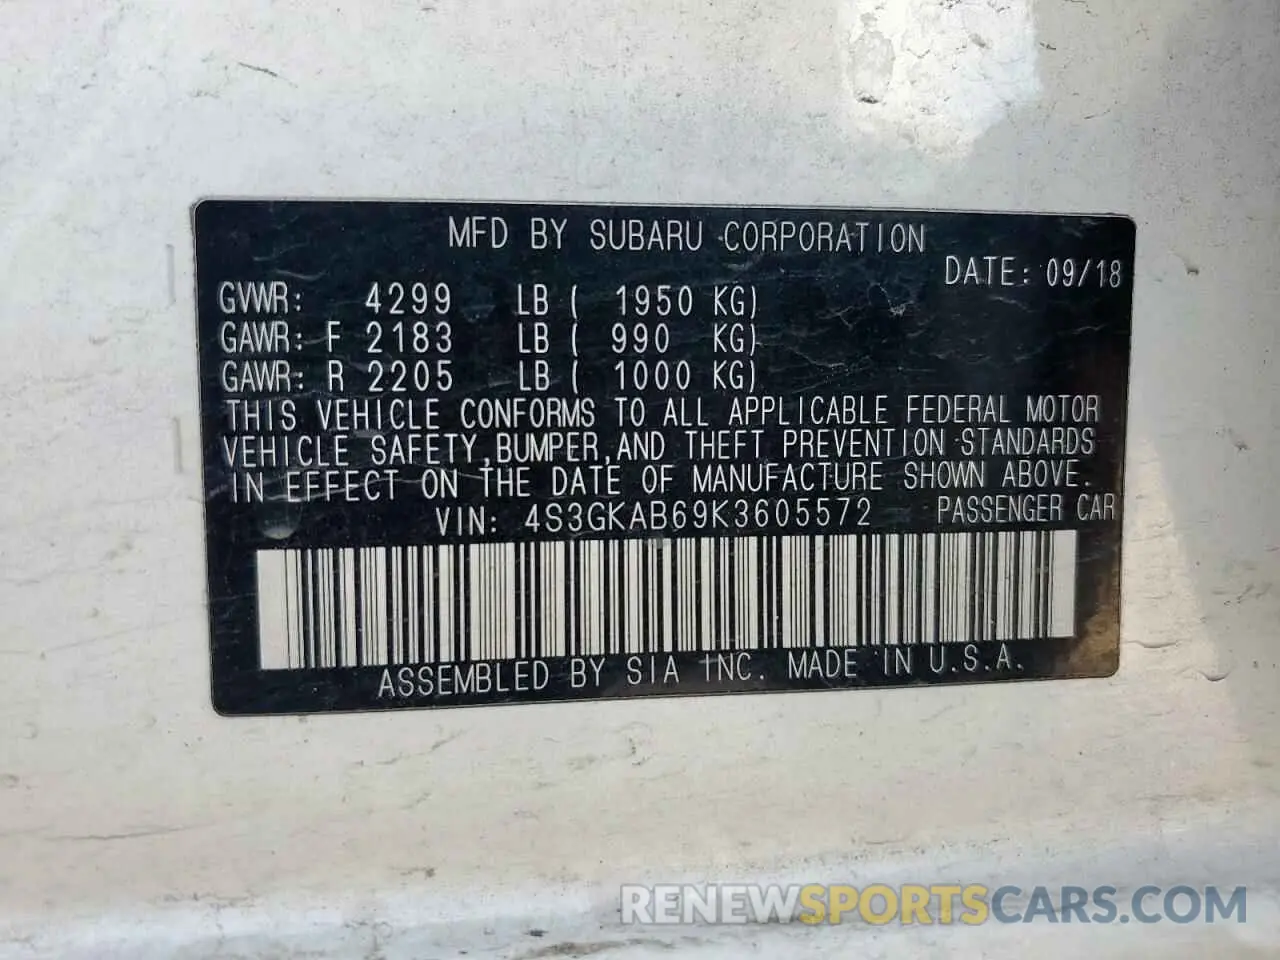 MFD BY SUBARU CORPORATION
DATE: 09/18
GVWR: 4299 LB ( 1950 KG)
GAWR: F 2183 LB ( 990 KG)
GAWR: R 2205 LB ( 1000 KG)
THIS VEHICLE CONFORMS TO ALL APPLICABLE FEDERAL MOTOR
VEHICLE SAFETY, BUMPER, AND THEFT PREVENTION STANDARDS
IN EFFECT ON THE DATE OF MANUFACTURE SHOWN ABOVE.
VIN: 4S3GKAB69K3605572 PASSENGER CAR
ASSEMBLED BY SIA INC. MADE IN U.S.A.
RENEWSPORTSCARS.COM